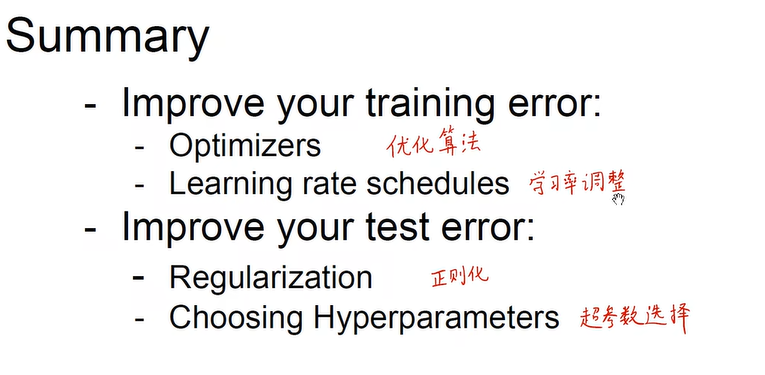 Summary
- Improve your training error:
- Optimizers 优化算法
- Learning rate schedules 学习率调整
- Improve your test error:
- Regularization 正则化
- Choosing Hyperparameters 超参数选择